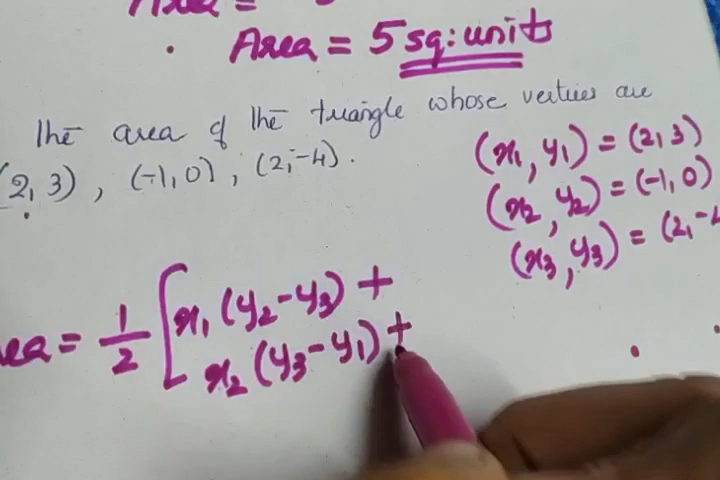 Area =
Area = 5 sq: units
The area of the triangle whose vertices are
(2, 3), (-1, 0), (2, -4).
(x₁, y₁) = (2, 3)
(x₂, y₂) = (-1, 0)
(x₃, y₃) = (2, -4
Area = 1/2 [x₁ (y₂ - y₃) +
x₂ (y₃ - y₁) +